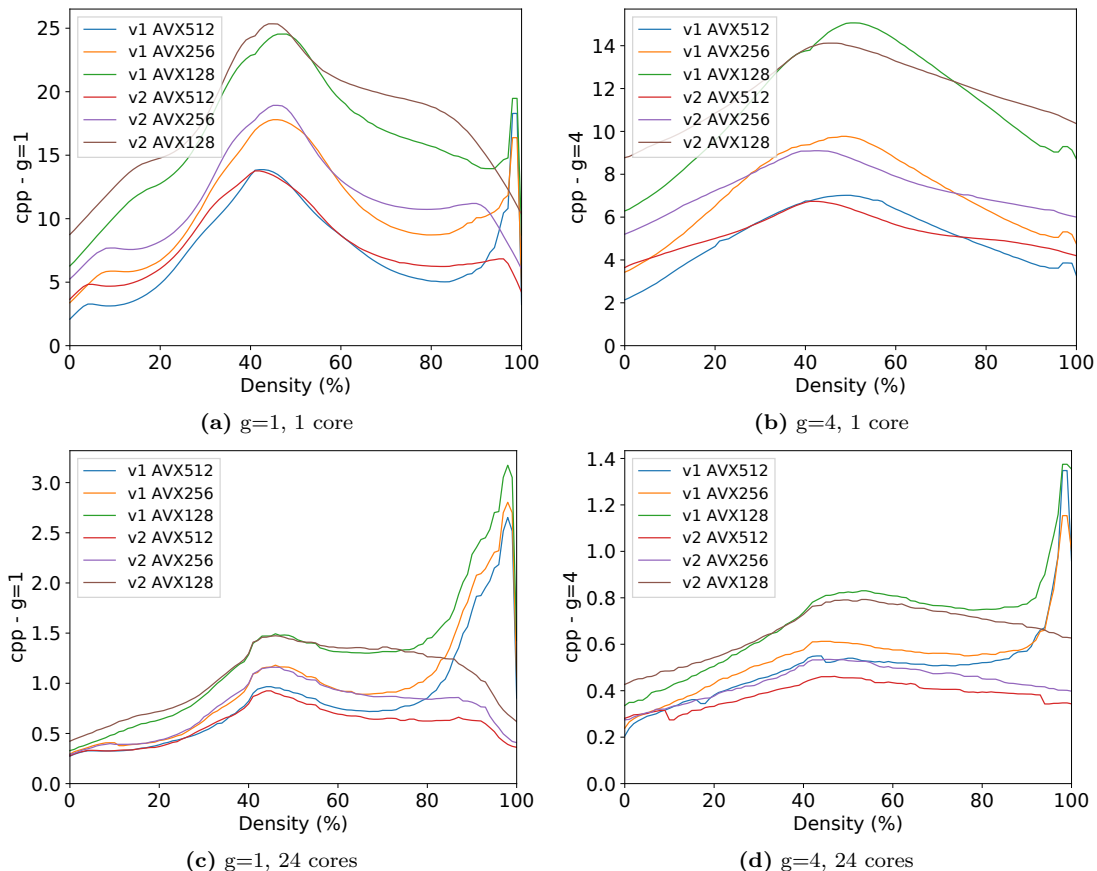 v1 AVX512
v1 AVX256
v1 AVX128
v2 AVX512
v2 AVX256
v2 AVX128
cpp - g=1
25
20
15
10
5
0
0 20 40 60 80 100
Density (%)
(a) g=1, 1 core
v1 AVX512
v1 AVX256
v1 AVX128
v2 AVX512
v2 AVX256
v2 AVX128
cpp - g=4
14
12
10
8
6
4
2
0
0 20 40 60 80 100
Density (%)
(b) g=4, 1 core
v1 AVX512
v1 AVX256
v1 AVX128
v2 AVX512
v2 AVX256
v2 AVX128
cpp - g=1
3.0
2.5
2.0
1.5
1.0
0.5
0.0
0 20 40 60 80 100
Density (%)
(c) g=1, 24 cores
v1 AVX512
v1 AVX256
v1 AVX128
v2 AVX512
v2 AVX256
v2 AVX128
cpp - g=4
1.4
1.2
1.0
0.8
0.6
0.4
0.2
0.0
0 20 40 60 80 100
Density (%)
(d) g=4, 24 cores